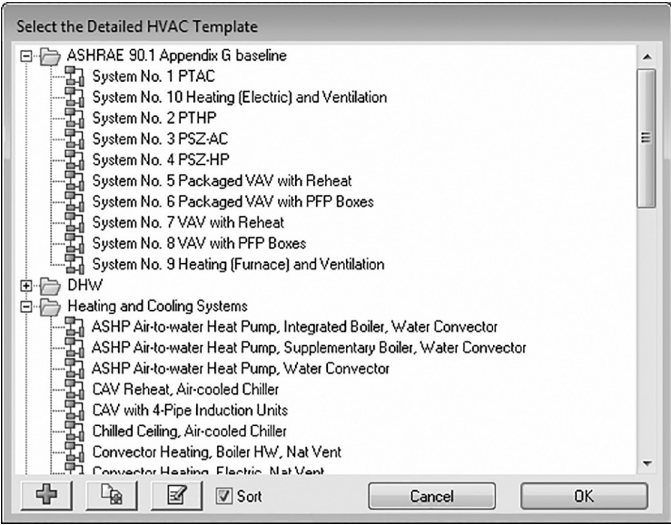 Select the Detailed HVAC Template
ASHRAE 90.1 Appendix G baseline
System No. 1 PTAC
System No. 10 Heating (Electric) and Ventilation
System No. 2 PTHP
System No. 3 PSZ-AC
System No. 4 PSZ-HP
System No. 5 Packaged VAV with Reheat
System No. 6 Packaged VAV with PFP Boxes
System No. 7 VAV with Reheat
System No. 8 VAV with PFP Boxes
System No. 9 Heating (Furnace) and Ventilation
DHW
Heating and Cooling Systems
ASHP Air-to-water Heat Pump, Integrated Boiler, Water Convector
ASHP Air-to-water Heat Pump, Supplementary Boiler, Water Convector
ASHP Air-to-water Heat Pump, Water Convector
CAV Reheat, Air-cooled Chiller
CAV with 4-Pipe Induction Units
Chilled Ceiling, Air-cooled Chiller
Convector Heating, Boiler HW, Nat Vent
Convector Heating, Electric, Nat Vent
Sort Cancel OK